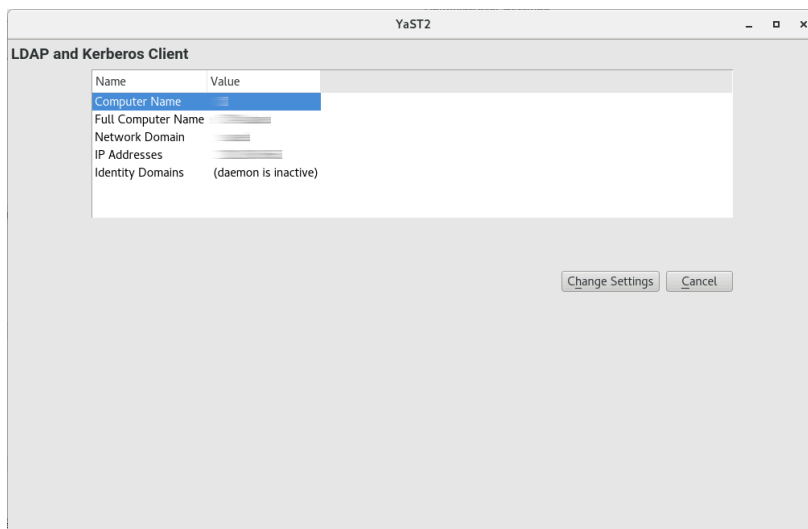 YaST2
LDAP and Kerberos Client
Name Value
Computer Name
Full Computer Name
Network Domain
IP Addresses
Identity Domains (daemon is inactive)
Change Settings Cancel